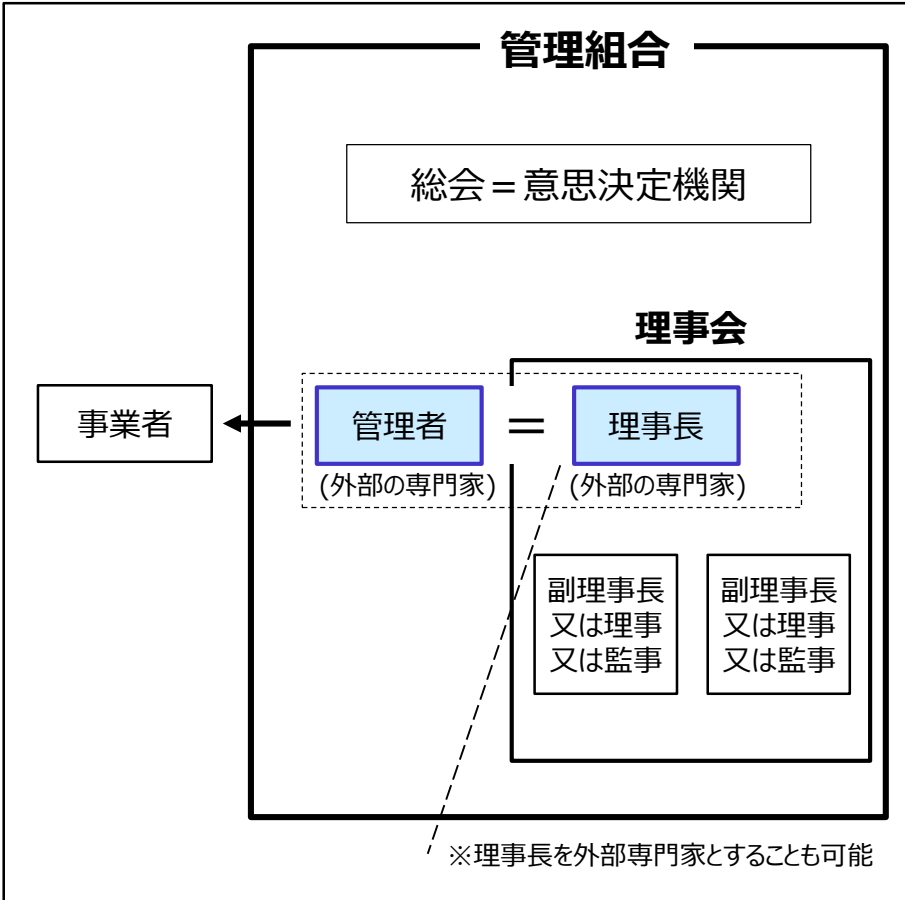 管理組合
総会＝意思決定機関
理事会
事業者
管理者
＝
理事長
(外部の専門家)
(外部の専門家)
副理事長
又は理事
又は監事
副理事長
又は理事
又は監事
※理事長を外部専門家とすることも可能